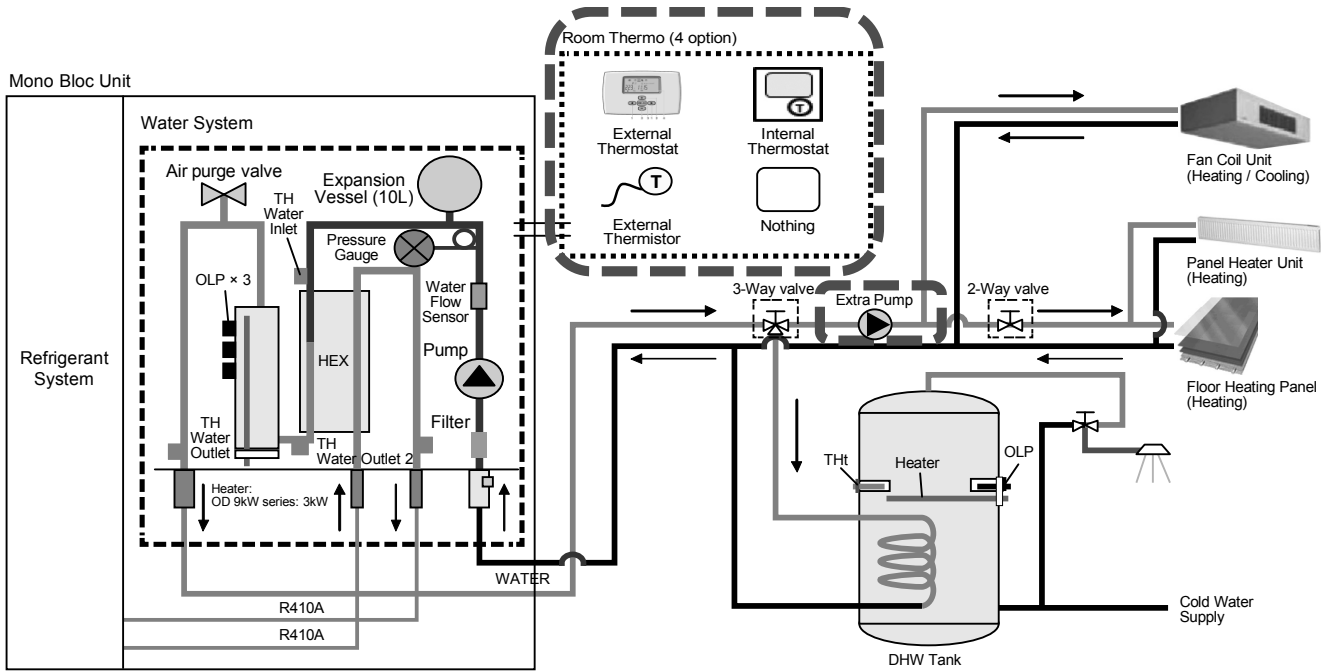 Room Thermo (4 option)
Mono Bloc Unit
External
Thermostat
Internal
Thermostat
External
Thermistor
Nothing
Water System
Air purge valve
TH
Water
Inlet
Expansion
Vessel (10L)
Pressure
Gauge
OLP × 3
Water
Flow
Sensor
Pump
HEX
Filter
Refrigerant
System
TH
Water
Outlet
TH
Water Outlet 2
Heater:
OD 9kW series: 3kW
WATER
R410A
R410A
3-Way valve
Extra Pump
2-Way valve
Fan Coil Unit
(Heating / Cooling)
Panel Heater Unit
(Heating)
Floor Heating Panel
(Heating)
THt
Heater
OLP
T
T
Cold Water
Supply
DHW Tank